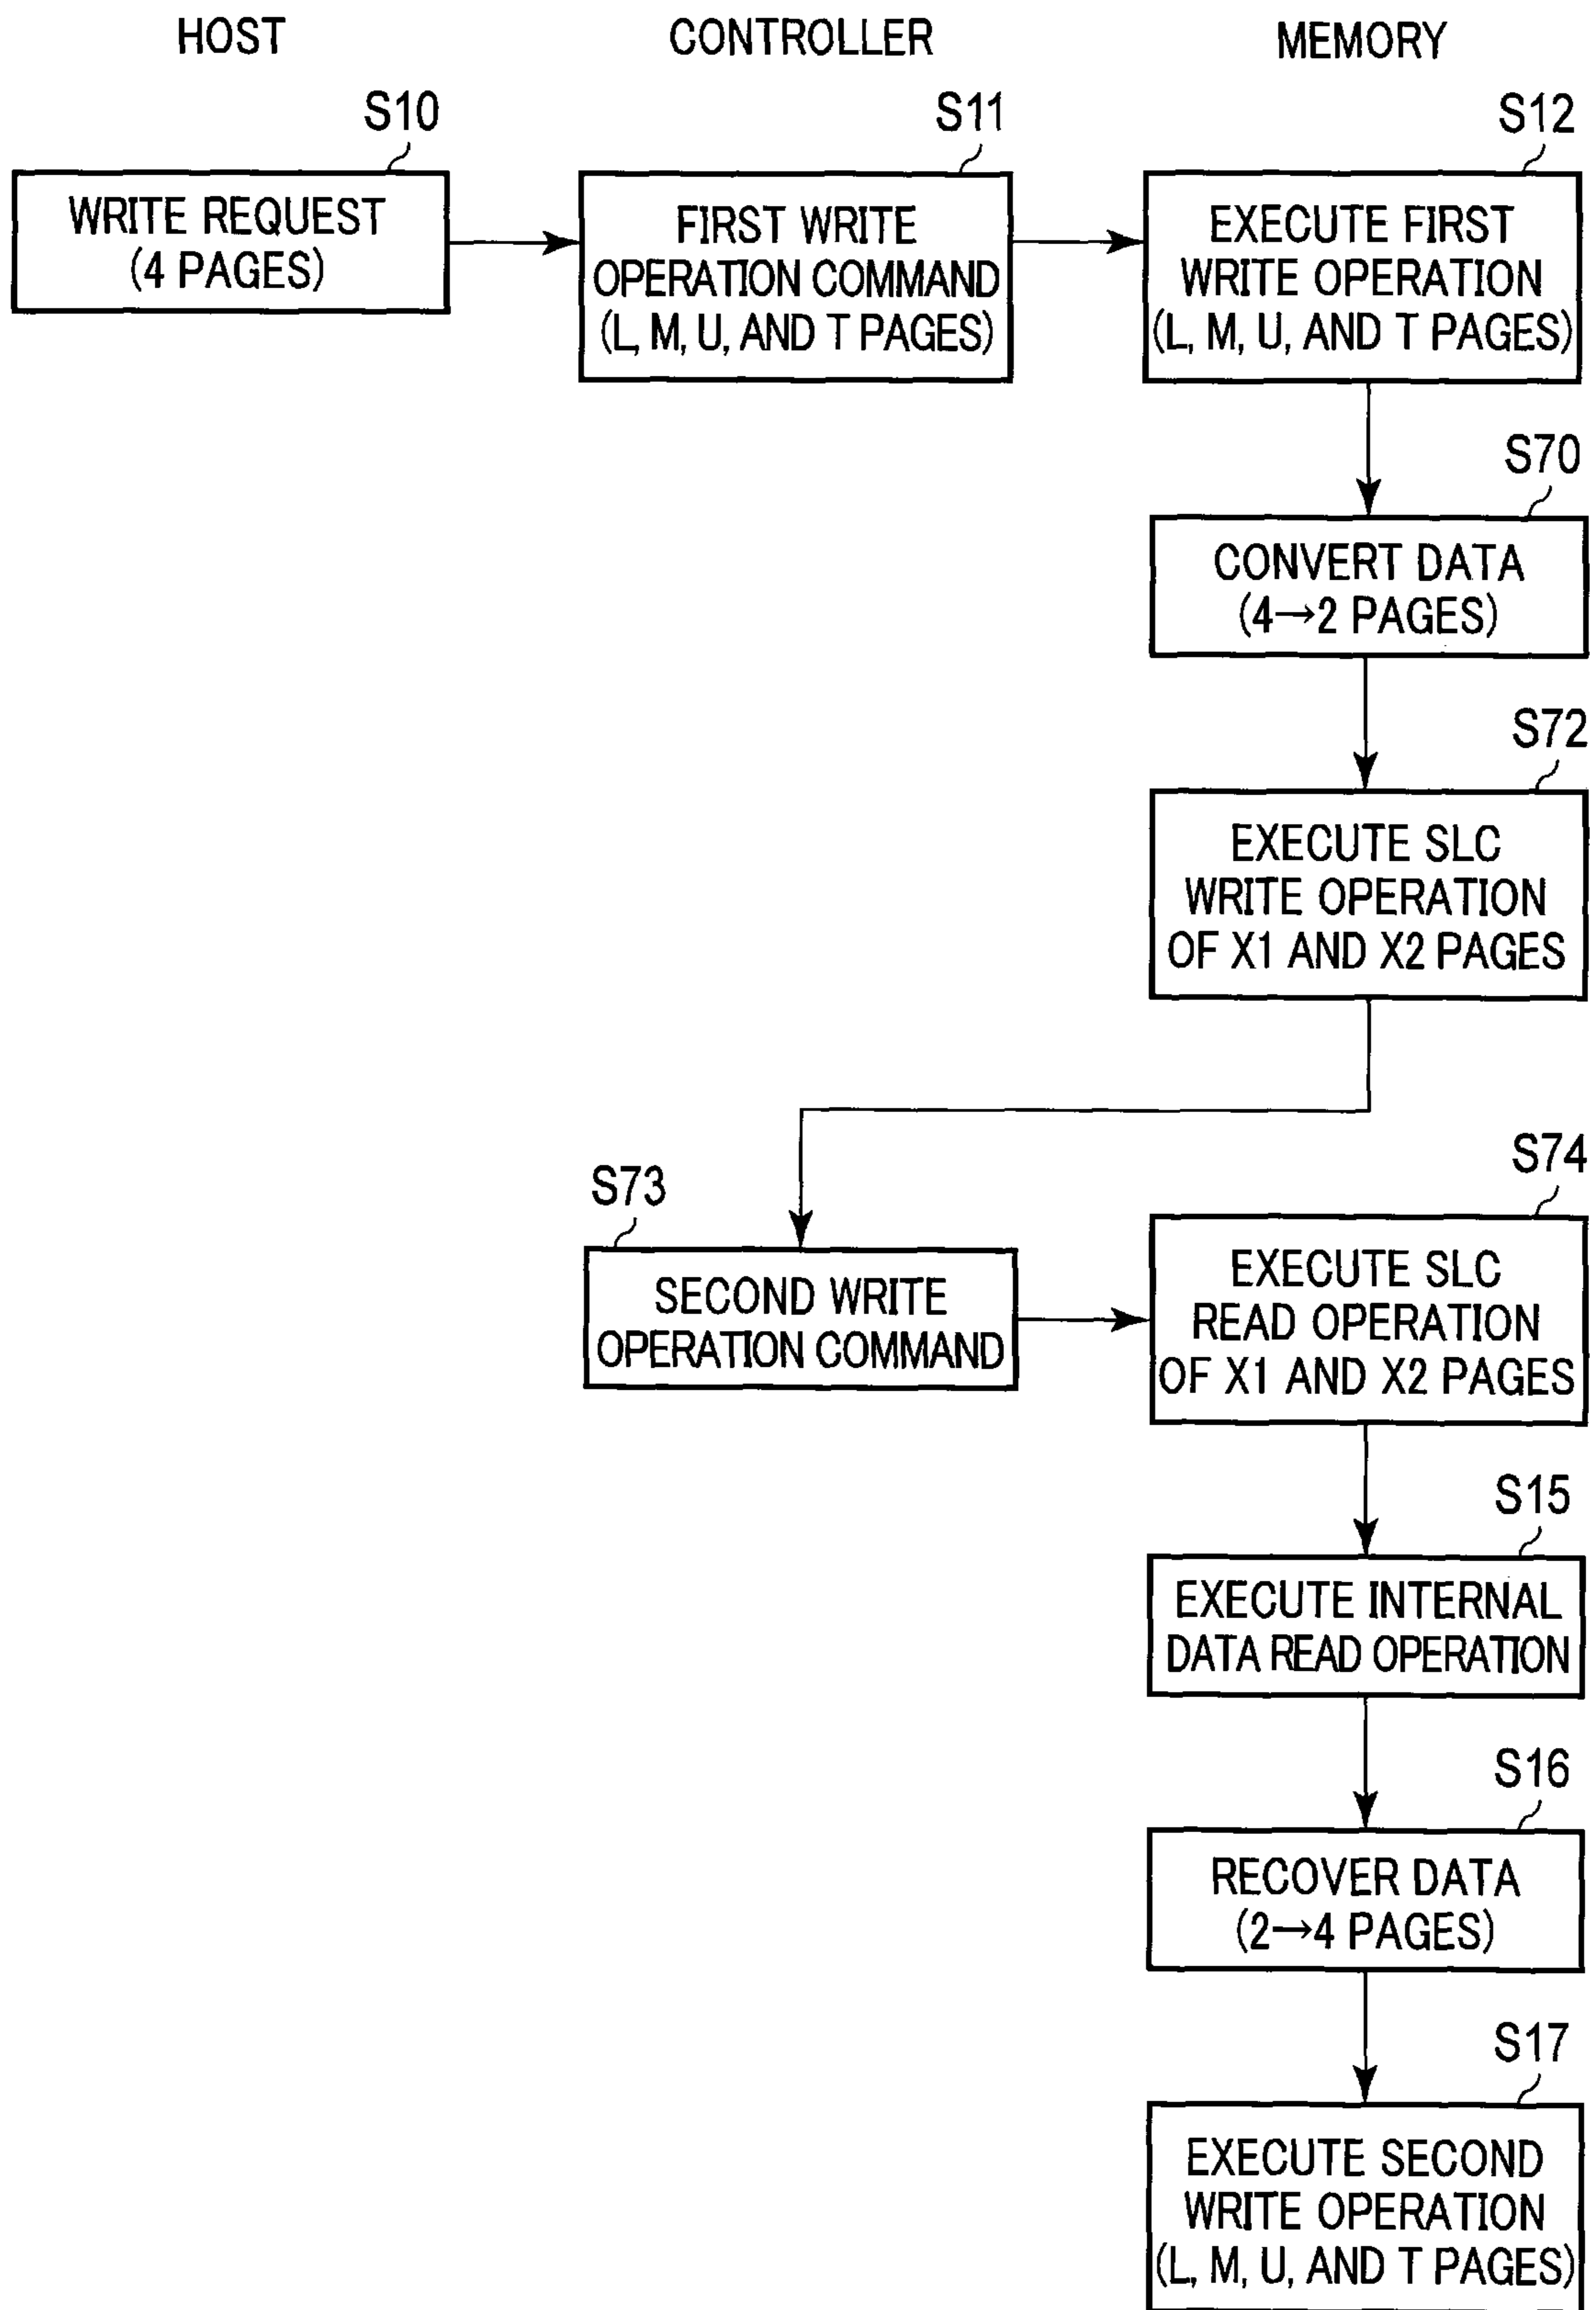 HOST
CONTROLLER
MEMORY
S10
S11
S12
WRITE REQUEST
(4 PAGES)
FIRST WRITE
OPERATION COMMAND
(L, M, U, AND T PAGES)
EXECUTE FIRST
WRITE OPERATION
(L, M, U, AND T PAGES)
S70
CONVERT DATA
(4→2 PAGES)
S72
EXECUTE SLC
WRITE OPERATION
OF X1 AND X2 PAGES
S73
SECOND WRITE
OPERATION COMMAND
S74
EXECUTE SLC
READ OPERATION
OF X1 AND X2 PAGES
S15
EXECUTE INTERNAL
DATA READ OPERATION
S16
RECOVER DATA
(2→4 PAGES)
S17
EXECUTE SECOND
WRITE OPERATION
(L, M, U, AND T PAGES)